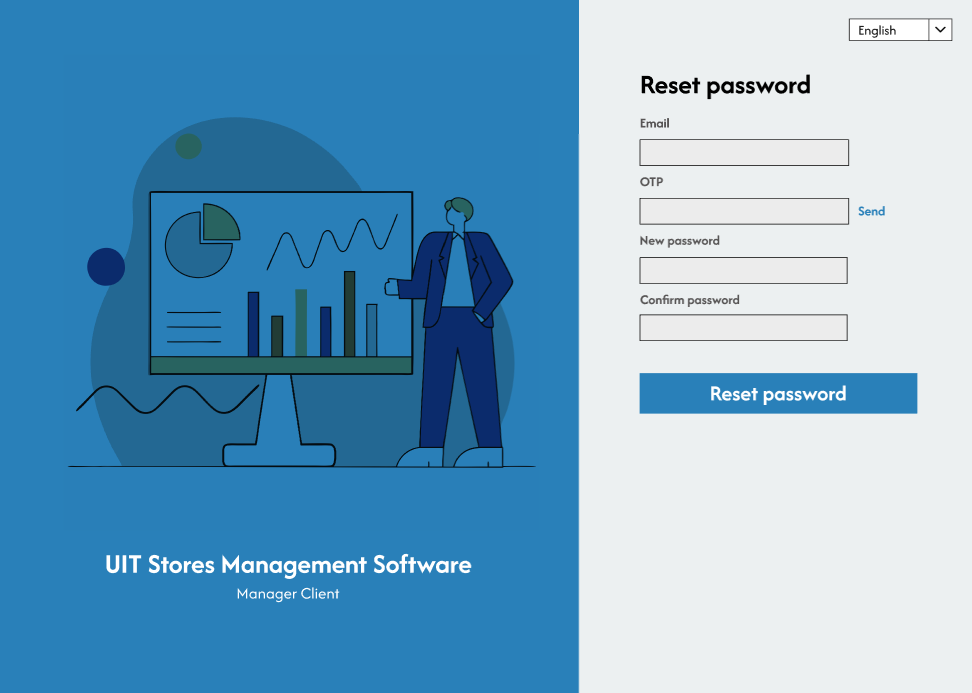 English
Reset password
Email
OTP
Send
New password
Confirm password
Reset password
UIT Stores Management Software
Manager Client